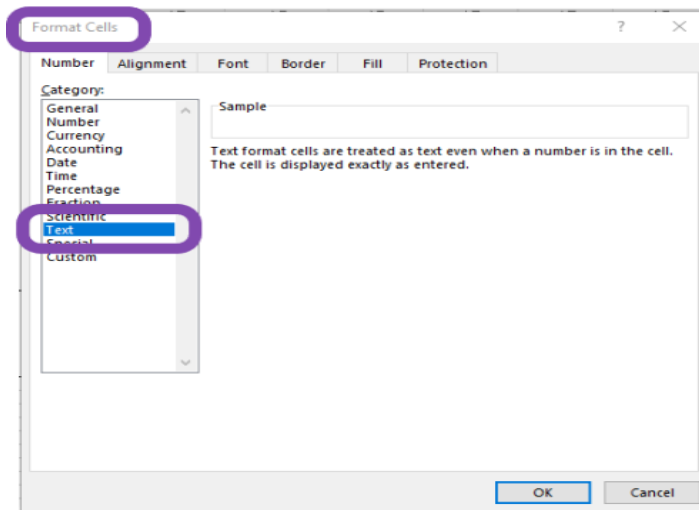 Format Cells
?
Number Alignment Font Border Fill Protection
Category:
General
Number
Currency
Accounting
Date
Time
Percentage
Fraction
Scientific
Text
Special
Custom
Sample
Text format cells are treated as text even when a number is in the cell.
The cell is displayed exactly as entered.
OK Cancel